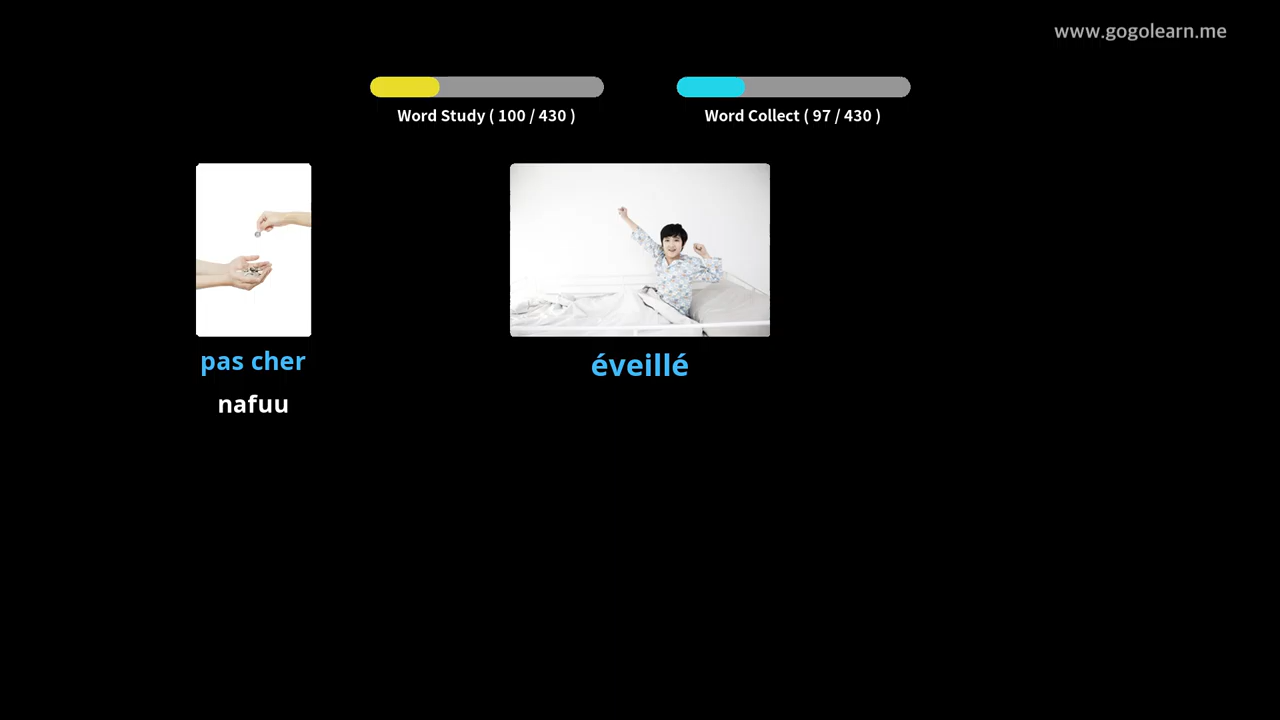 www.gogolearn.me
Word Study ( 100 / 430 )
Word Collect ( 97 / 430 )
pas cher
nafuu
éveillé